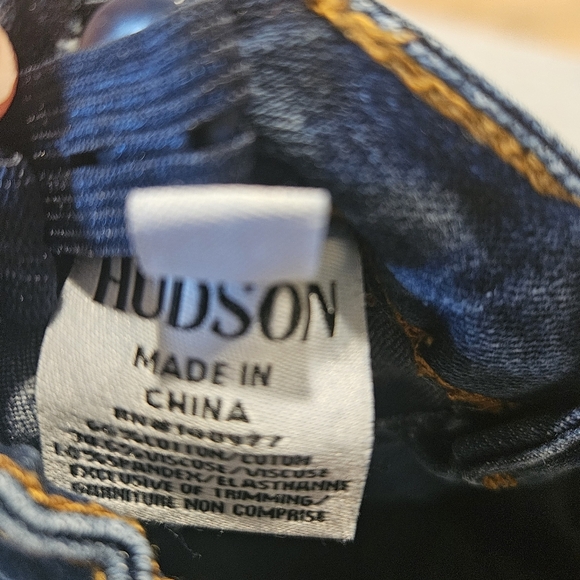 HUDSON
MADE IN
CHINA
COTTON/COTON
VISCOSE/VISCOSE
SPANDEX/ELASTHANNE
EXCLUSIVE OF TRIMMING/
GARNITURE NON COMPRISE